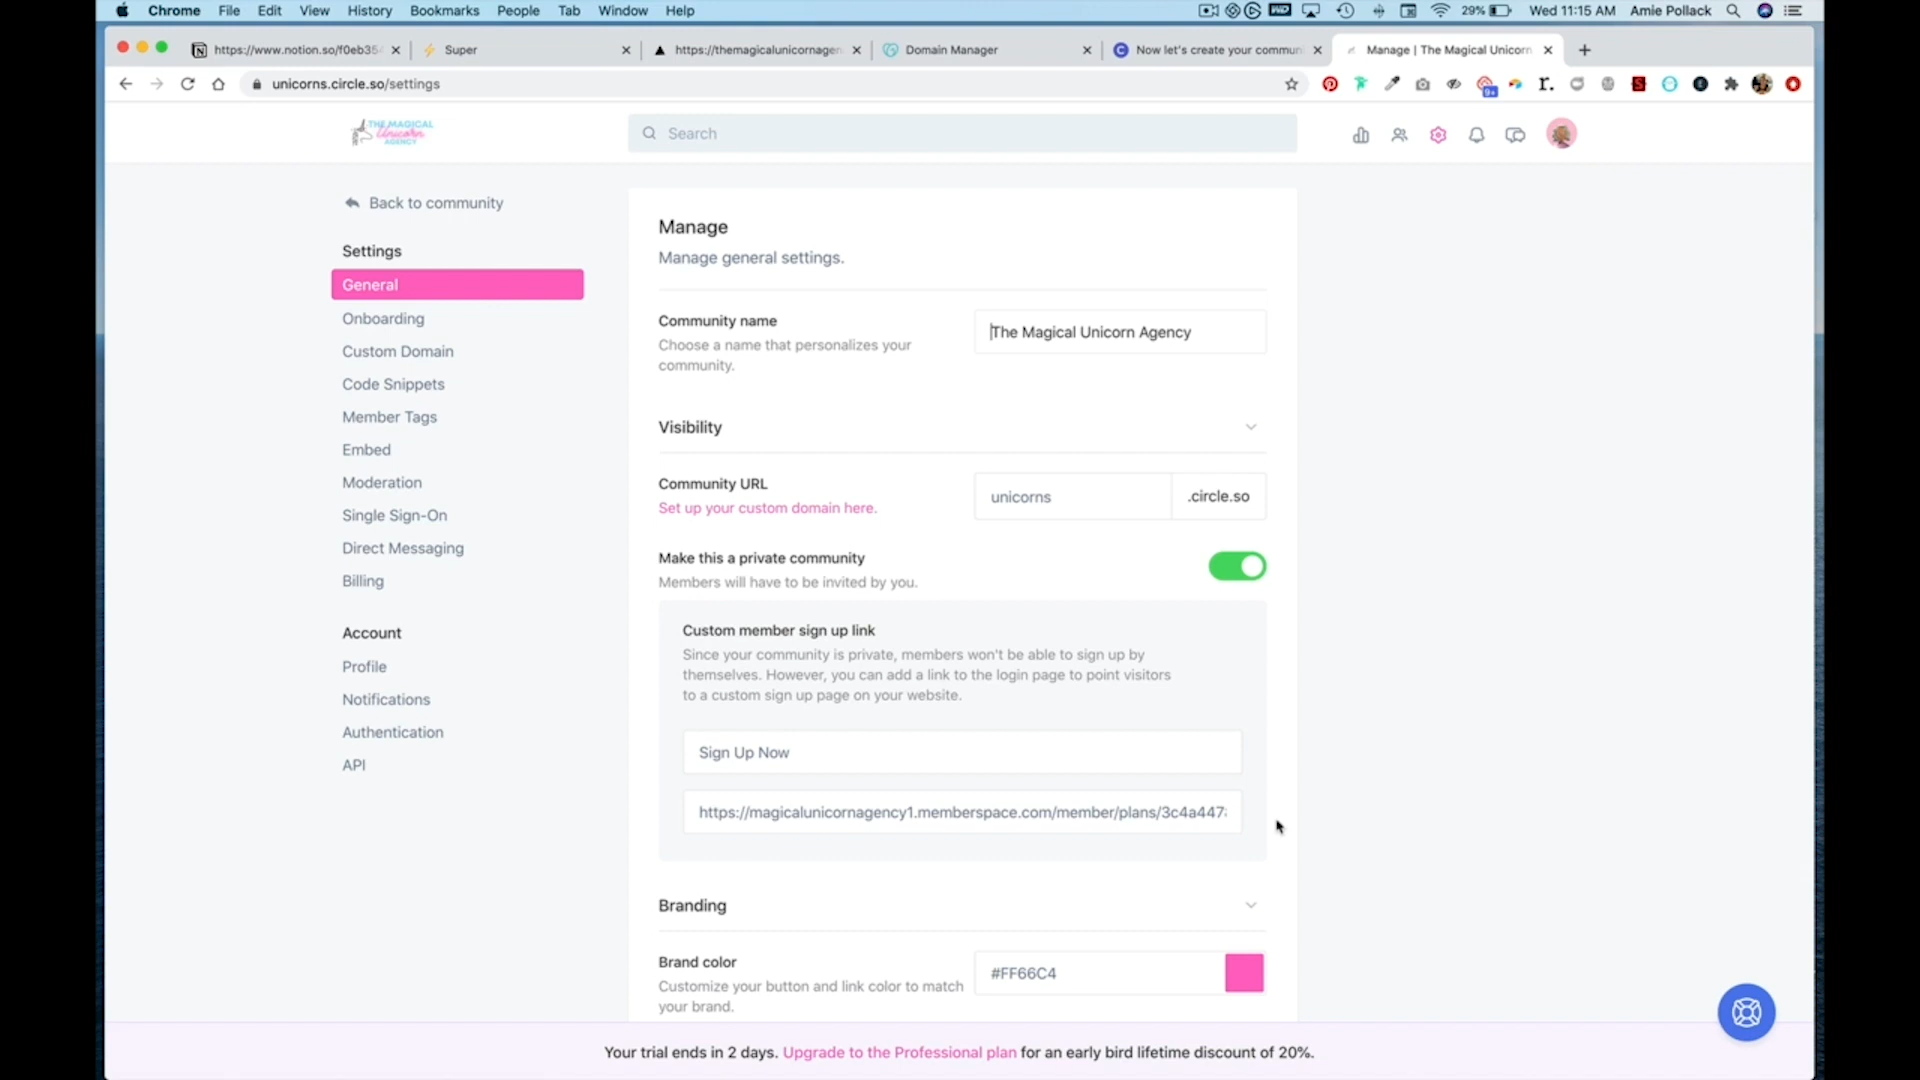 Chrome File Edit View History Bookmarks People Tab Window Help
29% Wed 11:15 AM Amie Pollack
https://www.notion.so/f0eb354
Super
https://themagicalunicornagen
Domain Manager
Now let's create your communi
Manage | The Magical Unicorn
unicorns.circle.so/settings
9+
r.
THE MAGICAL
Unicorn
AGENCY
Search
Back to community
Settings
General
Onboarding
Custom Domain
Code Snippets
Member Tags
Embed
Moderation
Single Sign-On
Direct Messaging
Billing
Account
Profile
Notifications
Authentication
API
Manage
Manage general settings.
Community name
Choose a name that personalizes your
community.
The Magical Unicorn Agency
Visibility
Community URL
Set up your custom domain here.
unicorns
.circle.so
Make this a private community
Members will have to be invited by you.
Custom member sign up link
Since your community is private, members won't be able to sign up by
themselves. However, you can add a link to the login page to point visitors
to a custom sign up page on your website.
Sign Up Now
https://magicalunicornagency1.memberspace.com/member/plans/3c4a447
Branding
Brand color
Customize your button and link color to match
your brand.
#FF66C4
Your trial ends in 2 days. Upgrade to the Professional plan for an early bird lifetime discount of 20%.